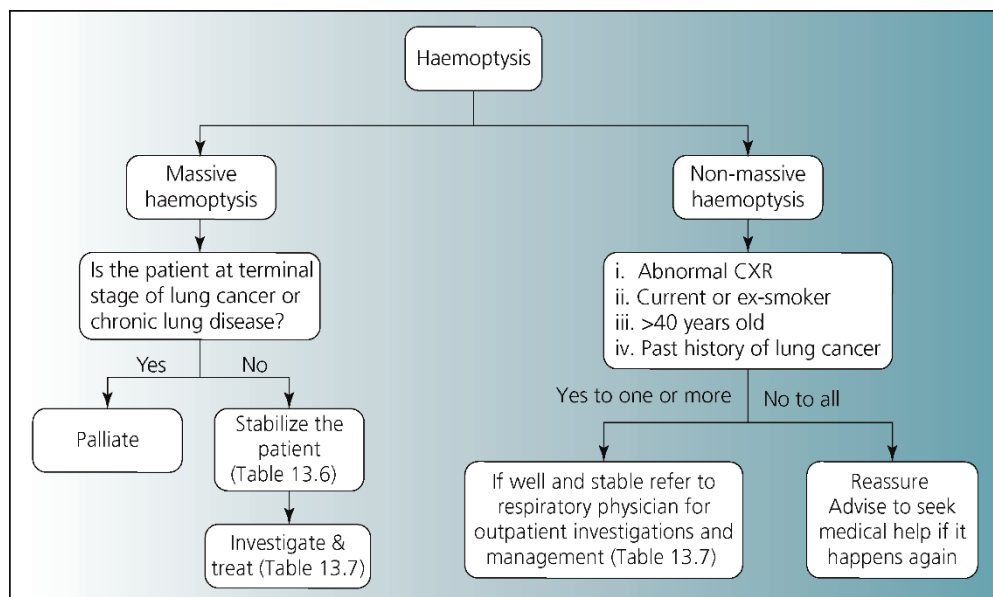 Haemoptysis
Massive
haemoptysis
Non-massive
haemoptysis
Is the patient at terminal
stage of lung cancer or
chronic lung disease?
i. Abnormal CXR
ii. Current or ex-smoker
iii. >40 years old
iv. Past history of lung cancer
Yes
No
Yes to one or more
No to all
Palliate
Stabilize the
patient
(Table 13.6)
Investigate &
treat (Table 13.7)
If well and stable refer to
respiratory physician for
outpatient investigations and
management (Table 13.7)
Reassure
Advise to seek
medical help if it
happens again